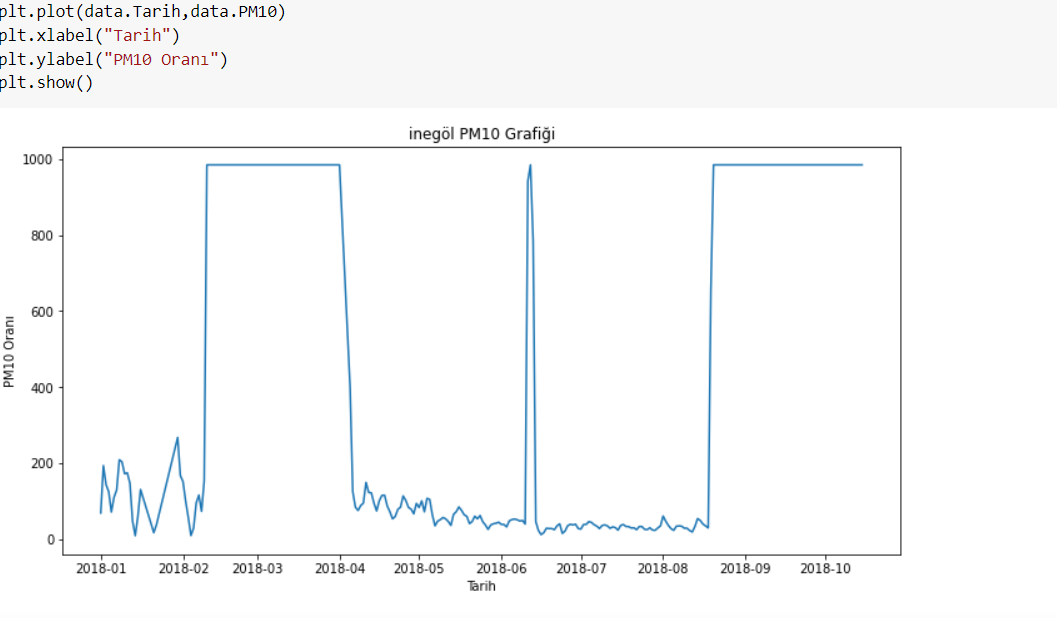 plt.plot(data.Tarih,data.PM10)
plt.xlabel("Tarih")
plt.ylabel("PM10 Oranı")
plt.show()
inegöl PM10 Grafiği
1000
800
600
400
200
0
PM10 Oranı
2018-01 2018-02 2018-03 2018-04 2018-05 2018-06 2018-07 2018-08 2018-09 2018-10
Tarih